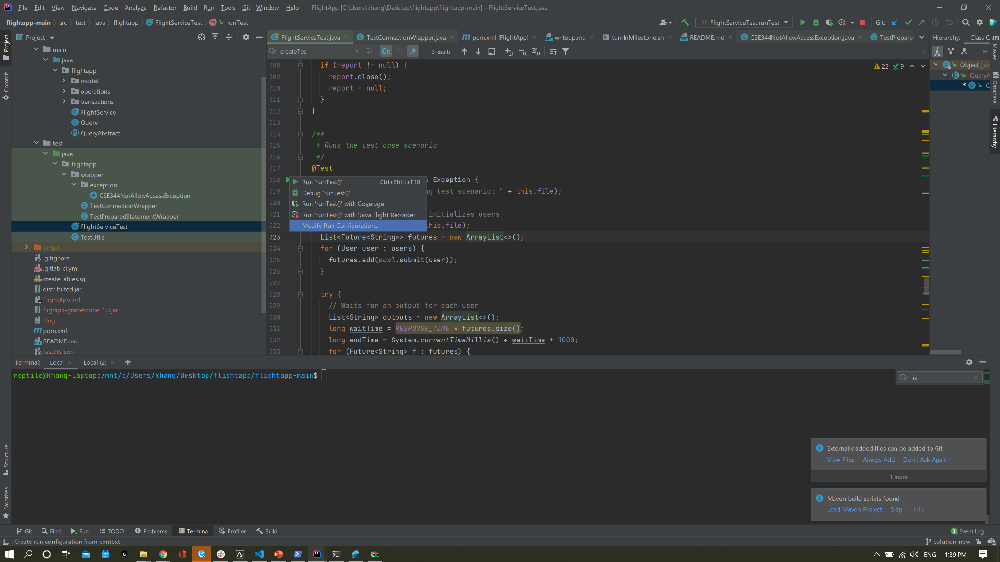 File Edit View Navigate Code Analyze Refactor Build Run Tools Git Window Help FlightApp [C:\Users\khang\Desktop\flightapp\flightapp-main] - FlightServiceTest.java
flightapp-main src test java flightapp FlightServiceTest runTest FlightServiceTest.runTest Git:
Project
FlightServiceTest.java TestConnectionWrapper.java pom.xml (FlightApp) writeup.md turnInMilestone.sh README.md CSE344NotAllowAccessException.java TestPrepare Hierarchy: Class
createTes Cc W .* 3 results
Project
Commit
Structure
Favorites
main
java
flightapp
model
operations
transactions
FlightService
Query
QueryAbstract
test
java
flightapp
wrapper
exception
CSE344NotAllowAccessException
TestConnectionWrapper
TestPreparedStatementWrapper
FlightServiceTest
TestUtils
target
.gitignore
.gitlab-ci.yml
createTables.sql
distributed.jar
FlightApp.iml
fligtapp-gradescope_1.0.jar
l.log
pom.xml
README.md
results.json
308 if (report != null) {
309 report.close();
310 report = null;
311 }
312 }
313
314 /**
315 * Runs the test case scenario
316 */
317 @Test
318 Exception {
319 ng test scenario: " + this.file);
320
321 initializes users
322 this.file);
323 List<Future<String>> futures = new ArrayList<>();
324 for (User user : users) {
325 futures.add(pool.submit(user));
326 }
327
328 try {
329 // Waits for an output for each user
330 List<String> outputs = new ArrayList<>();
331 long waitTime = RESPONSE_TIME * futures.size();
332 long endTime = System.currentTimeMillis() + waitTime * 1000;
333 for (Future<String> f : futures) {
Run 'runTest()' Ctrl+Shift+F10
Debug 'runTest()'
Run 'runTest()' with Coverage
Run 'runTest()' with 'Java Flight Recorder'
Modify Run Configuration...
22 9
Object (jav
QueryA
*
Maven
Database
Hierarchy
Terminal: Local Local (2) +
reptile@Khang-Laptop:/mnt/c/Users/khang/Desktop/flightapp/flightapp-main$
is
Externally added files can be added to Git
View Files Always Add Don't Ask Again
1 more
Maven build scripts found
Load Maven Project Skip Help
Git Find Run TODO Problems Terminal Profiler Build 3 Event Log
Create run configuration from context solution-new
ENG 1:39 PM